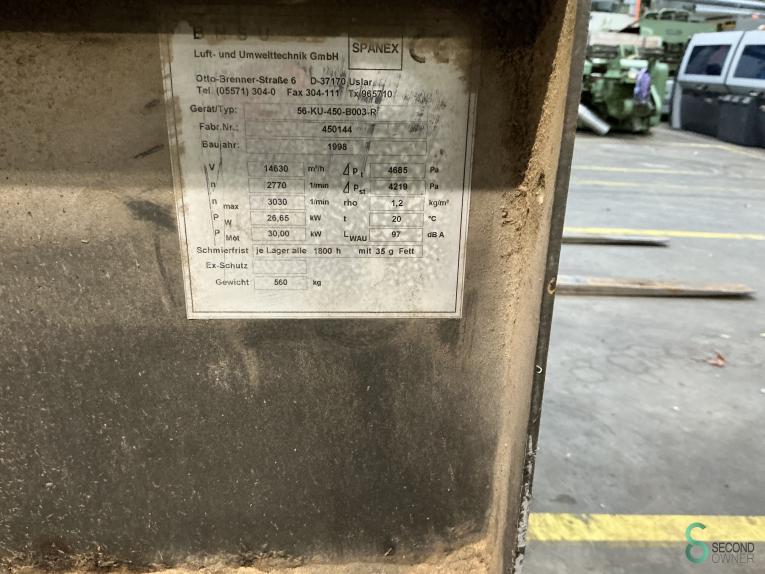 Luft- und Umwelttechnik GmbH
SPANEX
CE
Otto-Brenner-Straße 6 D-37170 Uslar
Tel. (05571) 304-0 Fax 304-111 Tx 965710
Gerät/Typ: 56-KU-450-B003-R
Fabr.Nr.: 450144
Baujahr: 1998
V 14630 m³/h Δ pt 4685 Pa
n 2770 1/min Δ pst 4219 Pa
n max 3030 1/min rho 1,2 kg/m³
P W 26,65 kW t 20 °C
P Mot 30,00 kW L WAU 97 dB A
Schmierfrist je Lager alle 1800 h mit 35 g Fett
Ex-Schutz
Gewicht 560 kg
SECOND
OWNER